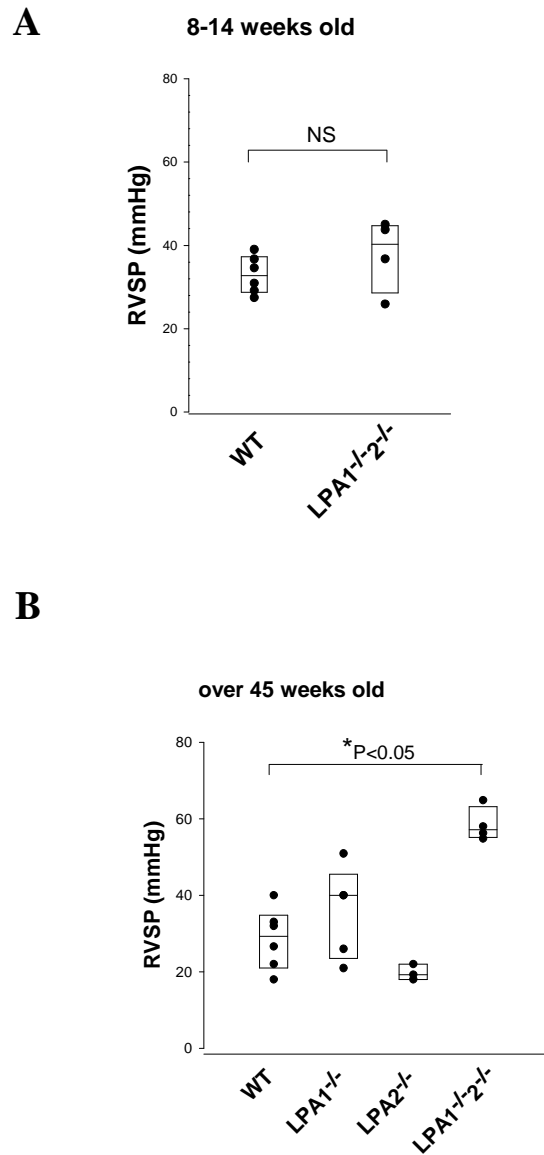 A
8-14 weeks old
80
60
40
20
0
RVSP (mmHg)
NS
WT
LPA1-/-2-/-
B
over 45 weeks old
80
60
40
20
0
RVSP (mmHg)
*P<0.05
WT
LPA1-/-
LPA2-/-
LPA1-/-2-/-